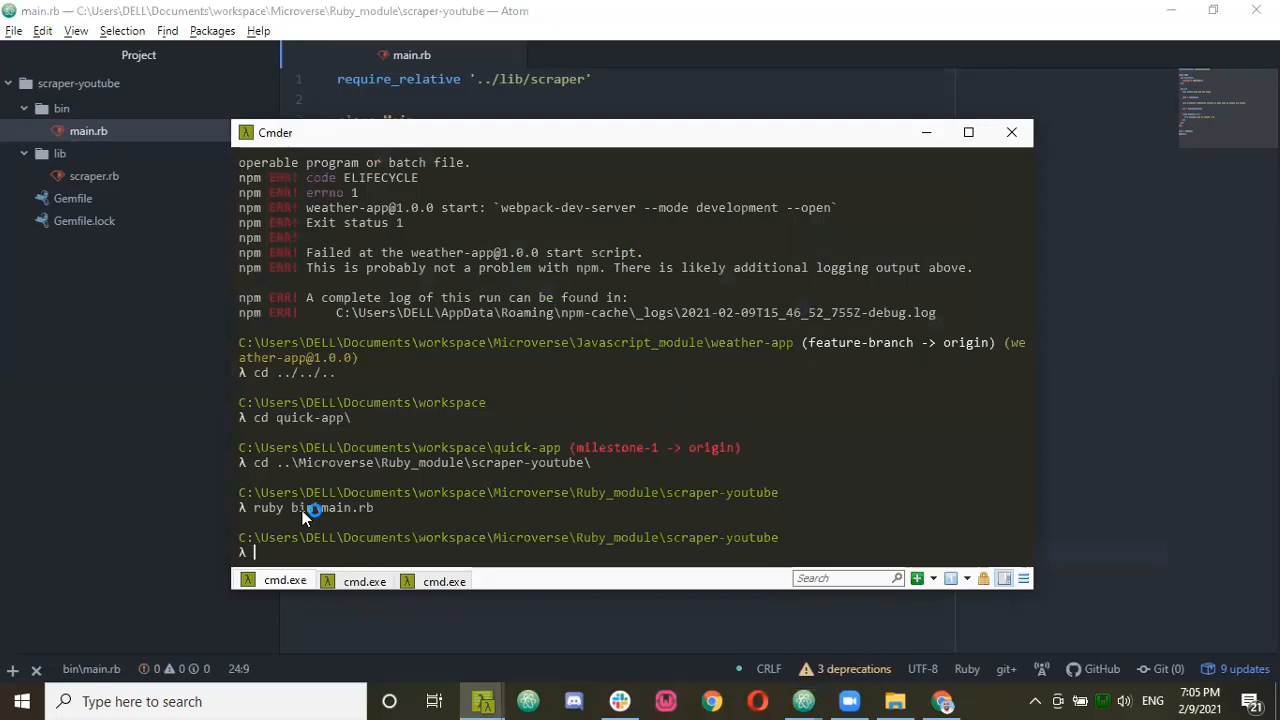 main.rb — C:\Users\DELL\Documents\workspace\Microverse\Ruby_module\scraper-youtube — Atom
File Edit View Selection Find Packages Help
Project
main.rb
scraper-youtube
bin
main.rb
lib
scraper.rb
Gemfile
Gemfile.lock
1 require_relative '../lib/scraper'
2
Cmder
operable program or batch file.
npm ERR! code ELIFECYCLE
npm ERR! errno 1
npm ERR! weather-app@1.0.0 start: `webpack-dev-server --mode development --open`
npm ERR! Exit status 1
npm ERR!
npm ERR! Failed at the weather-app@1.0.0 start script.
npm ERR! This is probably not a problem with npm. There is likely additional logging output above.
npm ERR! A complete log of this run can be found in:
npm ERR! C:\Users\DELL\AppData\Roaming\npm-cache\_logs\2021-02-09T15_46_52_755Z-debug.log
C:\Users\DELL\Documents\workspace\Microverse\Javascript_module\weather-app (feature-branch -> origin) (we
ather-app@1.0.0)
λ cd ../../..
C:\Users\DELL\Documents\workspace
λ cd quick-app\
C:\Users\DELL\Documents\workspace\quick-app (milestone-1 -> origin)
λ cd ..\Microverse\Ruby_module\scraper-youtube\
C:\Users\DELL\Documents\workspace\Microverse\Ruby_module\scraper-youtube
λ ruby bin\main.rb
C:\Users\DELL\Documents\workspace\Microverse\Ruby_module\scraper-youtube
λ
cmd.exe cmd.exe cmd.exe Search
bin\main.rb 0 0 0 24:9 CRLF 3 deprecations UTF-8 Ruby git+ GitHub Git (0) 9 updates
Type here to search
ENG
7:05 PM
2/9/2021
21